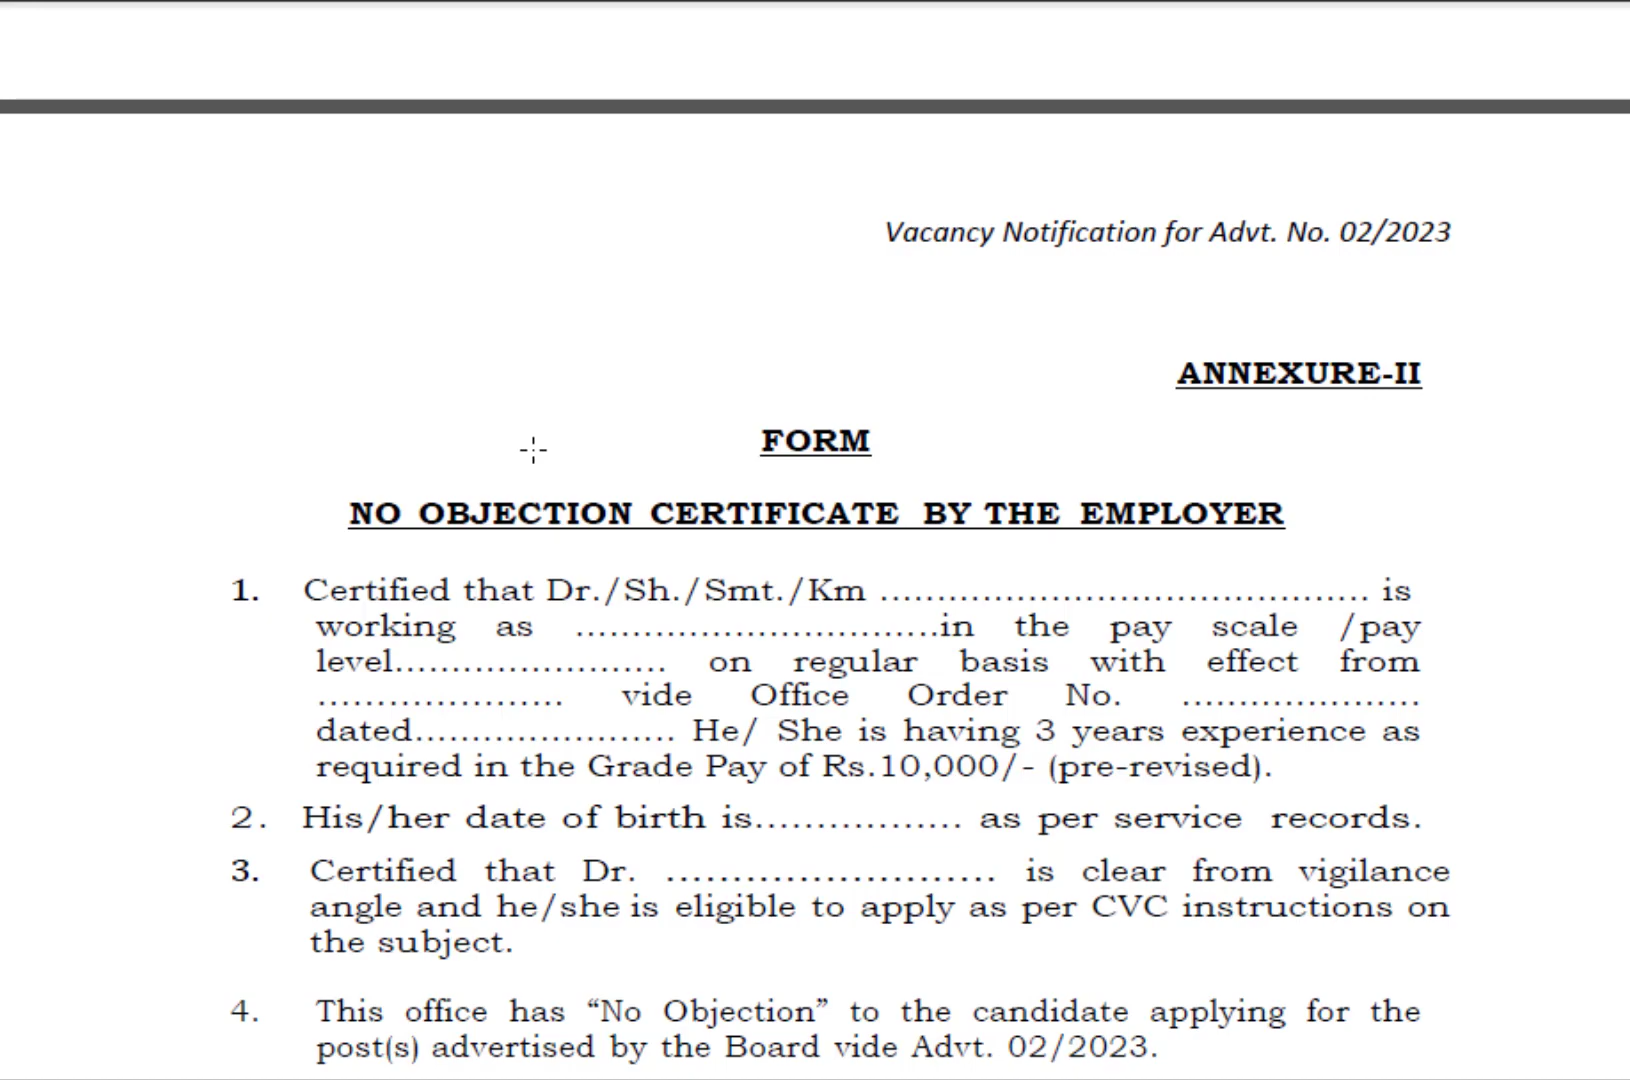 Vacancy Notification for Advt. No. 02/2023
ANNEXURE-II
FORM
NO OBJECTION CERTIFICATE BY THE EMPLOYER
1. Certified that Dr./Sh./Smt./Km ........................................... is
working as ................................in the pay scale /pay
level........................ on regular basis with effect from
...................... vide Office Order No. .....................
dated....................... He/ She is having 3 years experience as
required in the Grade Pay of Rs.10,000/- (pre-revised).
2. His/her date of birth is.................. as per service records.
3. Certified that Dr. ......................... is clear from vigilance
angle and he/she is eligible to apply as per CVC instructions on
the subject.
4. This office has “No Objection” to the candidate applying for the
post(s) advertised by the Board vide Advt. 02/2023.